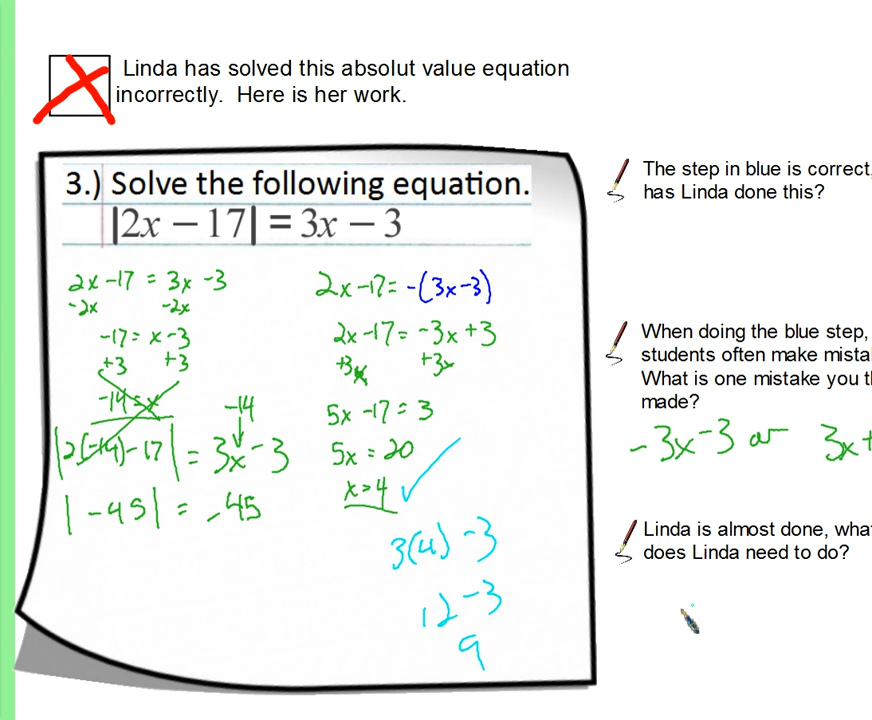 Linda has solved this absolut value equation
incorrectly. Here is her work.
3.) Solve the following equation.
|2x – 17| = 3x – 3
2x -17 = 3x -3
-2x -2x
-17 = x -3
+3 +3
-14 = x
-14
|2(-14)-17| = 3x -3
|-45| = -45
2x -17 = -(3x-3)
2x -17 = -3x +3
+3x +3x
5x -17 = 3
5x = 20
x = 4 ✓
3(4) -3
12 -3
9
The step in blue is correct,
has Linda done this?
When doing the blue step,
students often make mista
What is one mistake you t
made?
-3x -3 or 3x+
Linda is almost done, wha
does Linda need to do?